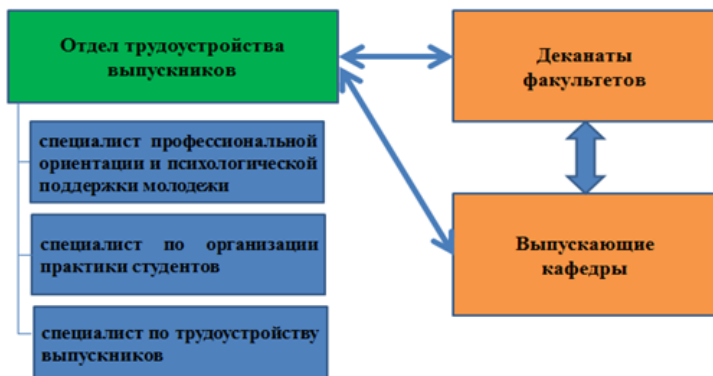 Отдел трудоустройства
выпускников
специалист профессиональной
ориентации и психологической
поддержки молодежи
специалист по организации
практики студентов
специалист по трудоустройству
выпускников
Деканаты
факультетов
Выпускающие
кафедры